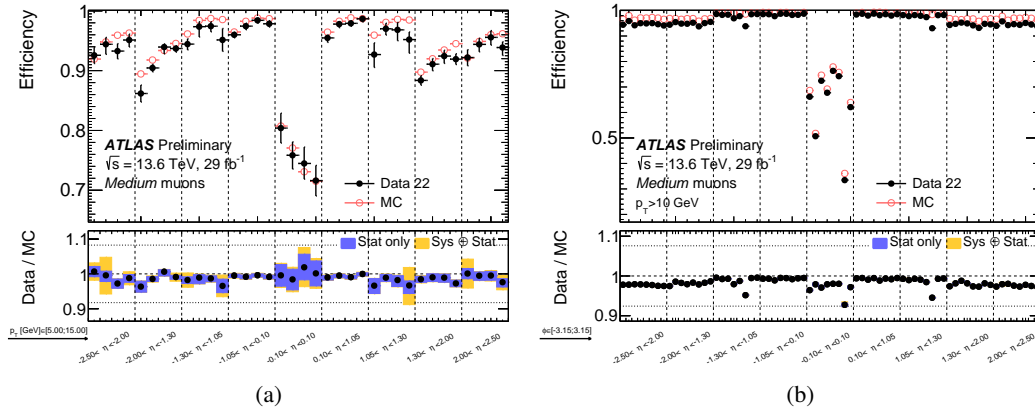 Efficiency
1
0.9
0.8
0.7
ATLAS Preliminary
√s = 13.6 TeV, 29 fb⁻¹
Medium muons
Data 22
MC
Data / MC
1.1
1
0.9
Stat only
Sys ⊕ Stat
p_T [GeV]∈[5.00;15.00]
-2.50< η <-2.00
-2.00< η <-1.30
-1.30< η <-1.05
-1.05< η <-0.10
-0.10< η <+0.10
0.10< η <+1.05
1.05< η <+1.30
1.30< η <+2.00
2.00< η <+2.50
(a)
Efficiency
1
0.5
ATLAS Preliminary
√s = 13.6 TeV, 29 fb⁻¹
Medium muons
p_T>10 GeV
Data 22
MC
Data / MC
1.1
1
0.9
Stat only
Sys ⊕ Stat
ϕ∈[-3.15;3.15]
-2.50< η <-2.00
-2.00< η <-1.30
-1.30< η <-1.05
-1.05< η <-0.10
-0.10< η <+0.10
0.10< η <+1.05
1.05< η <+1.30
1.30< η <+2.00
2.00< η <+2.50
(b)